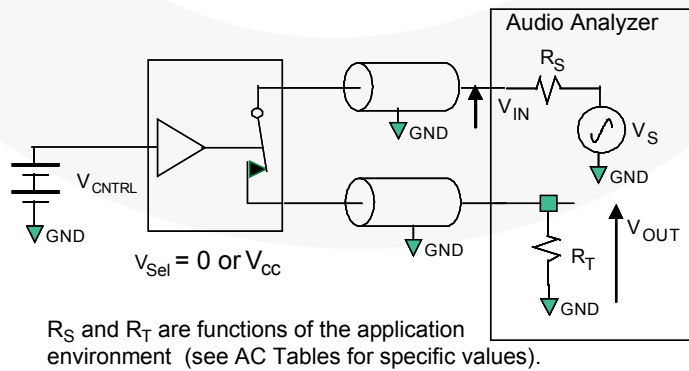 Audio Analyzer
R_S
V_IN
V_S
GND
GND
V_CNTRL
GND
GND
V_OUT
R_T
GND
V_Sel = 0 or V_cc
R_S and R_T are functions of the application
environment (see AC Tables for specific values).